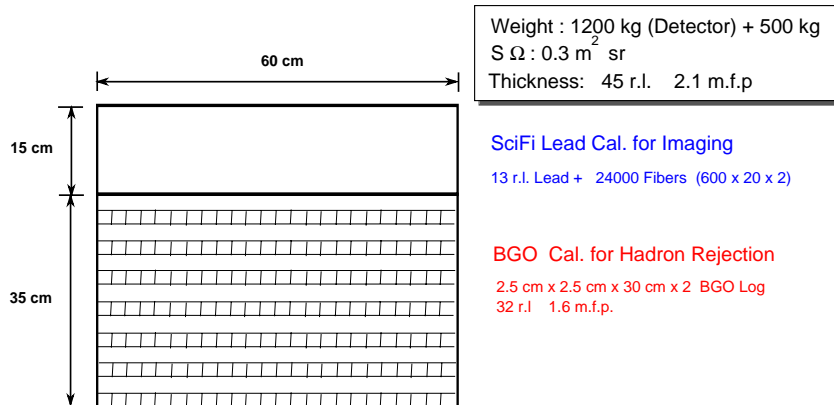 Weight : 1200 kg (Detector) + 500 kg
S Ω : 0.3 m² sr
Thickness: 45 r.l. 2.1 m.f.p
60 cm
15 cm
SciFi Lead Cal. for Imaging
13 r.l. Lead + 24000 Fibers (600 x 20 x 2)
BGO Cal. for Hadron Rejection
2.5 cm x 2.5 cm x 30 cm x 2 BGO Log
32 r.l 1.6 m.f.p.
35 cm